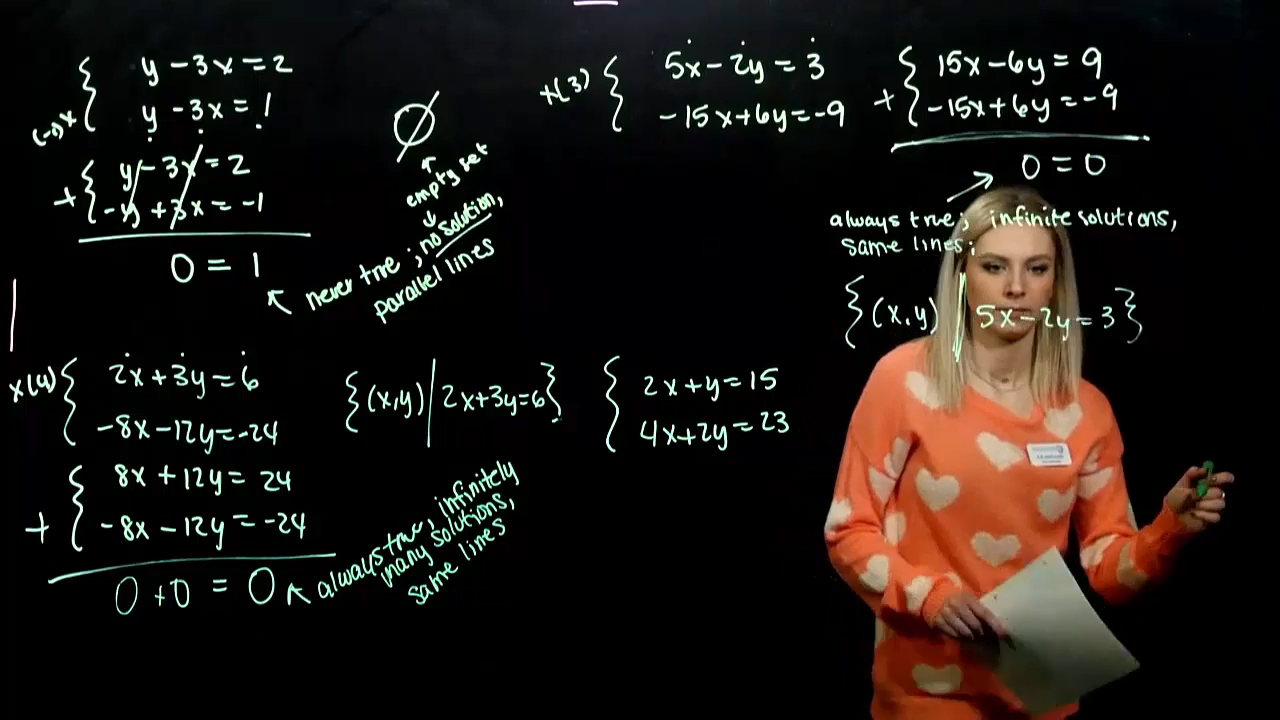 y - 3x = 2
(-1)x y - 3x = 1
y - 3x = 2
+ -y + 3x = -1
0 = 1
never true; no solution,
parallel lines
∅
empty set
x(4) 2x + 3y = 6
-8x - 12y = -24
8x + 12y = 24
+ -8x - 12y = -24
0 + 0 = 0
always true, infinitely
many solutions,
same lines
{(x,y) | 2x+3y=6}
x(3) 5x - 2y = 3
-15x + 6y = -9
15x - 6y = 9
+ -15x + 6y = -9
0 = 0
always true; infinite solutions,
same lines;
{(x,y) | 5x - 2y = 3}
2x + y = 15
4x + 2y = 23